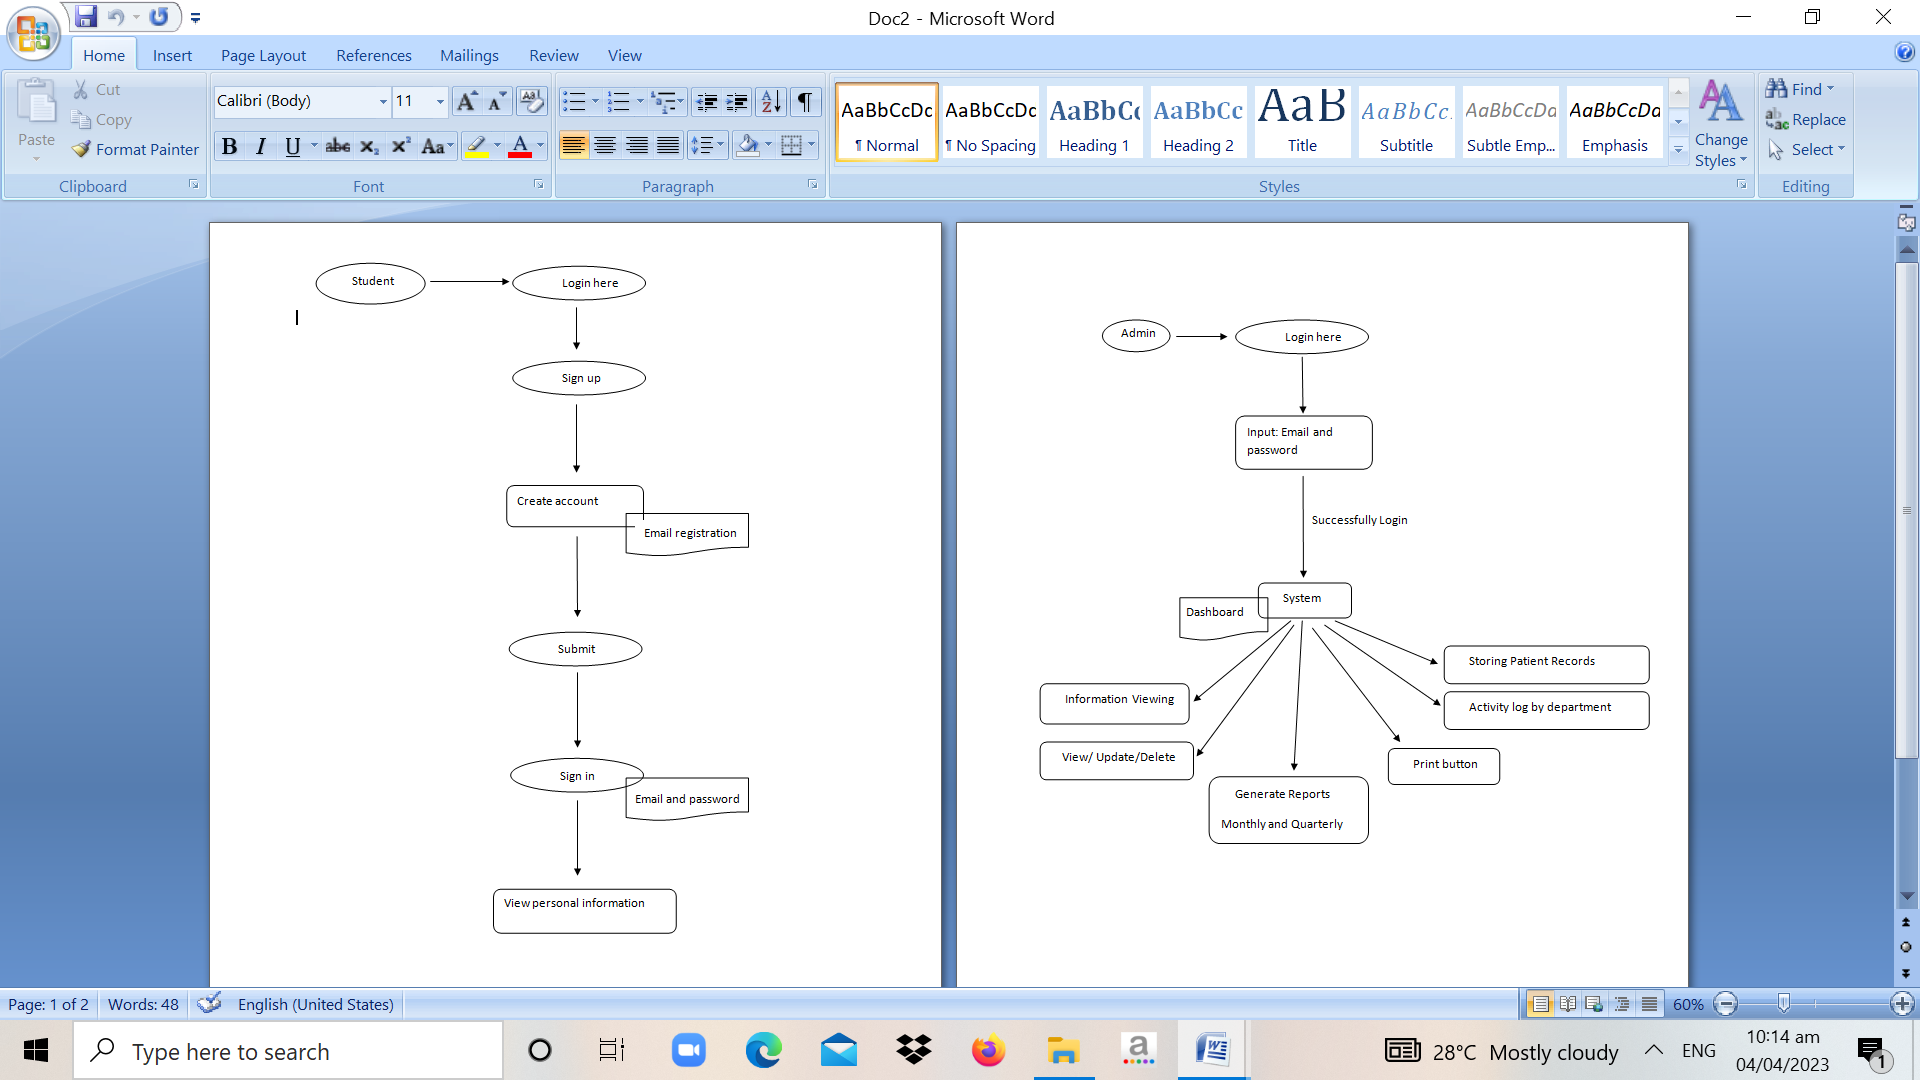 Doc2 - Microsoft Word
Home Insert Page Layout References Mailings Review View
Paste
Cut
Copy
Format Painter
Clipboard
Calibri (Body) 11
Font
Paragraph
AaBbCcDc AaBbCcDc AaBbCc AaBbCc AaB AaBbCc. AaBbCcDa AaBbCcDa
¶ Normal ¶ No Spacing Heading 1 Heading 2 Title Subtitle Subtle Emp... Emphasis
Change Styles
Styles
Find
Replace
Select
Editing
Student
Login here
Sign up
Create account
Email registration
Submit
Sign in
Email and password
View personal information
Admin
Login here
Input: Email and
password
Successfully Login
System
Dashboard
Storing Patient Records
Information Viewing
Activity log by department
View/ Update/Delete
Print button
Generate Reports
Monthly and Quarterly
Page: 1 of 2 Words: 48 English (United States) 60%
Type here to search
28°C Mostly cloudy ENG
10:14 am
04/04/2023
1